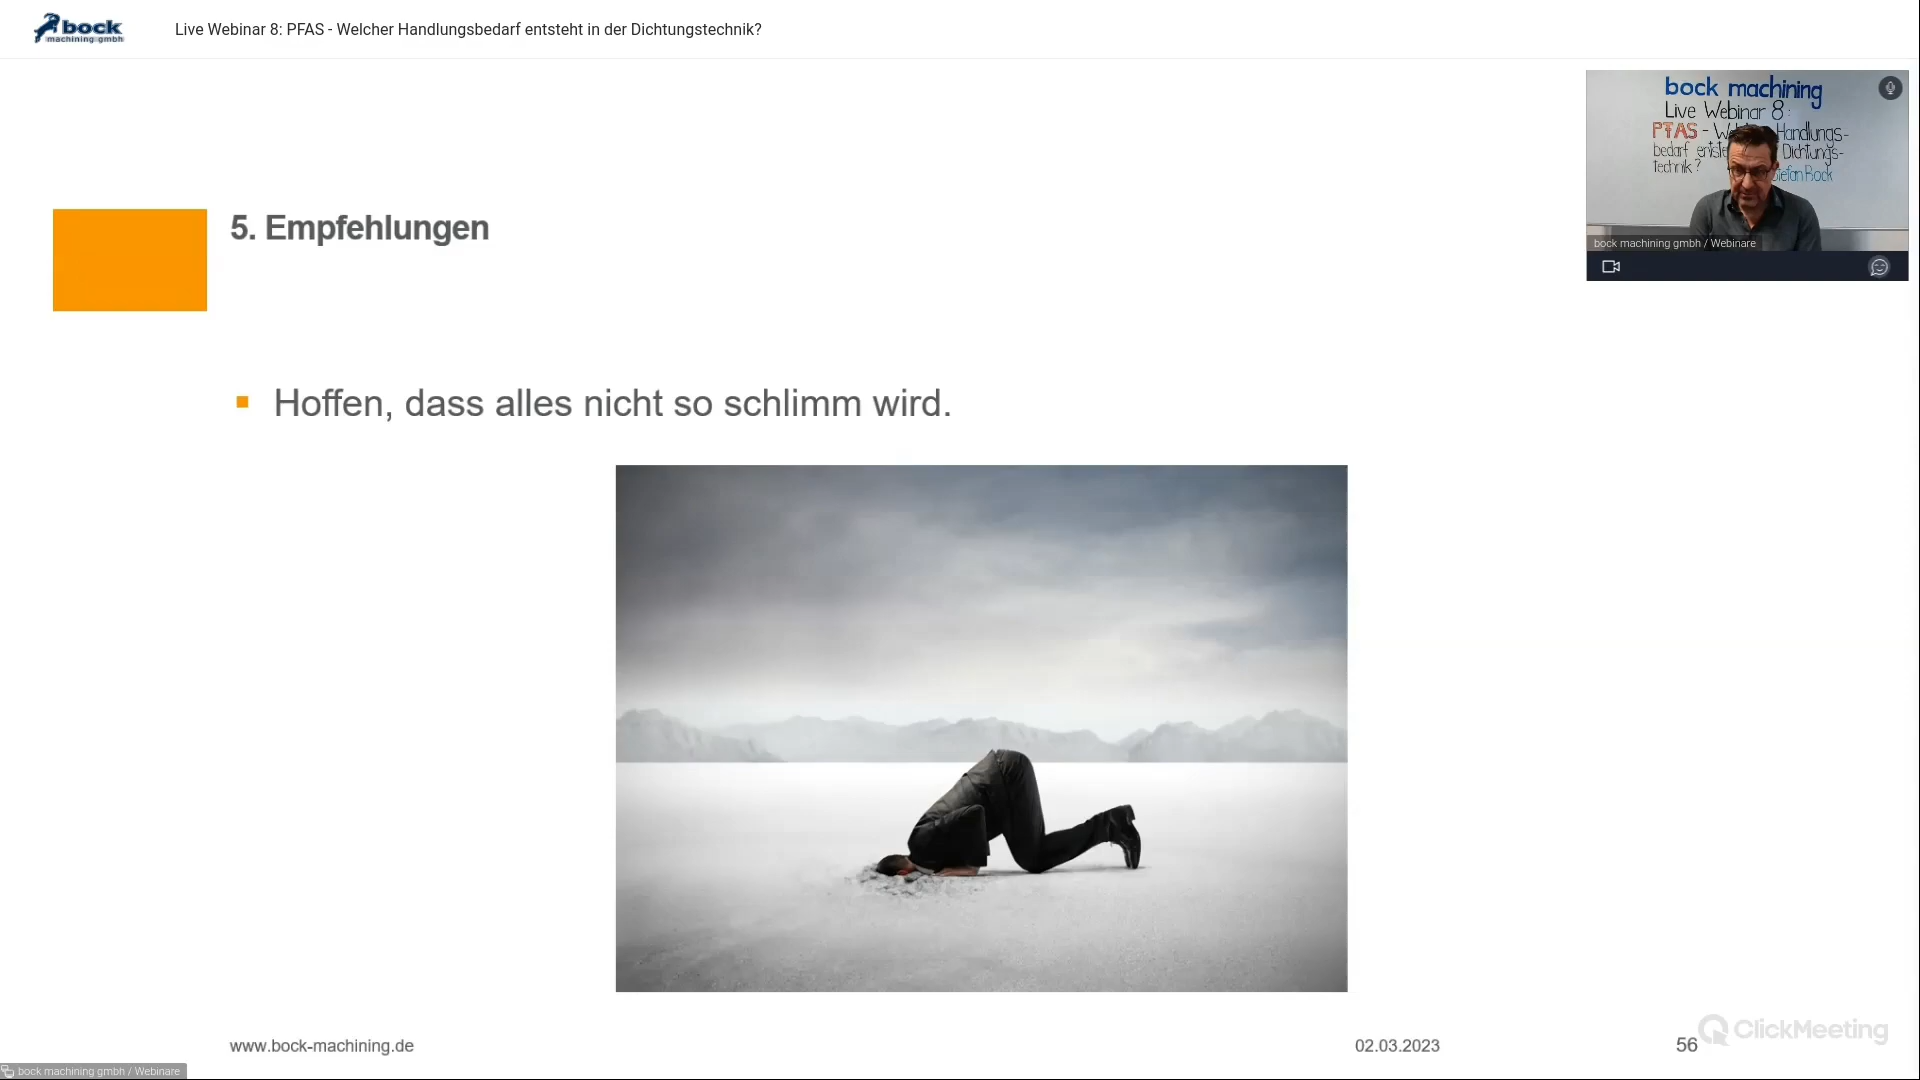 bock
machining gmbh
Live Webinar 8: PFAS - Welcher Handlungsbedarf entsteht in der Dichtungstechnik?
bock machining
Live Webinar 8:
PFAS - Handlungs-
bedarf Dichtungs-
technik?
Stefan Bock
bock machining gmbh / Webinare
5. Empfehlungen
Hoffen, dass alles nicht so schlimm wird.
www.bock-machining.de
02.03.2023
56
ClickMeeting
bock machining gmbh / Webinare